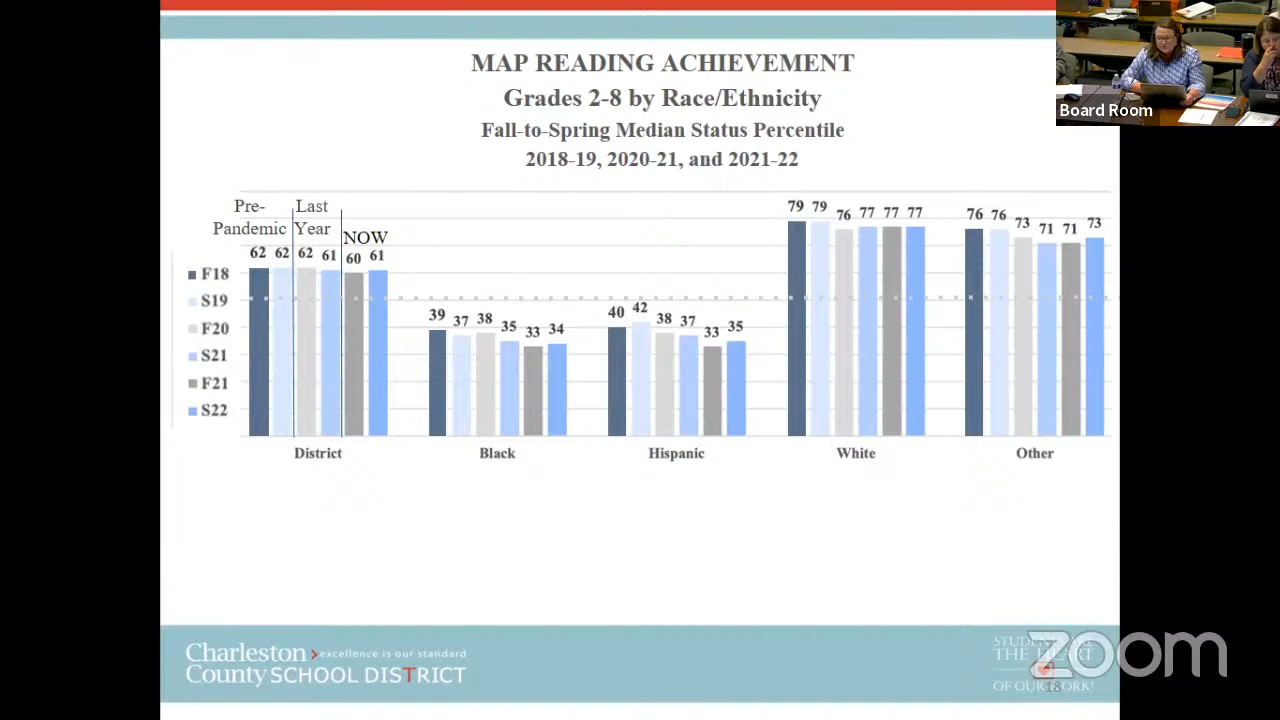 MAP READING ACHIEVEMENT
Grades 2-8 by Race/Ethnicity
Fall-to-Spring Median Status Percentile
2018-19, 2020-21, and 2021-22
Board Room
Pre-
Pandemic
Last
Year
NOW
F18
S19
F20
S21
F21
S22
62 62 62 61 60 61
39 37 38 35 33 34
40 42 38 37 33 35
79 79 76 77 77 77
76 76 73 71 71 73
District
Black
Hispanic
White
Other
Charleston > excellence is our standard
County SCHOOL DISTRICT
THE HEART
OF OUR WORK!
18
zoom